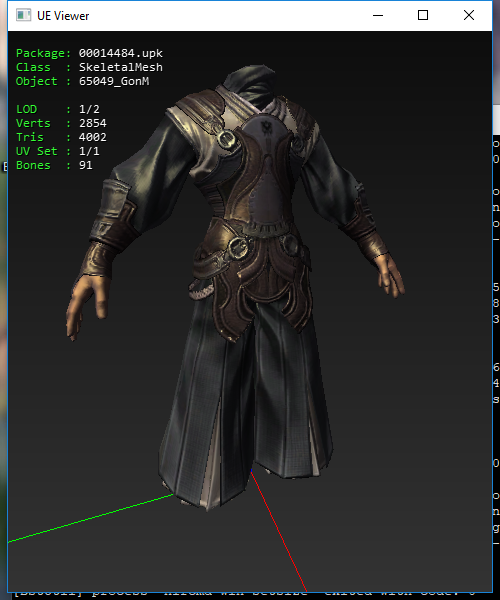 UE Viewer
Package: 00014484.upk
Class : SkeletalMesh
Object : 65049_GonM
LOD : 1/2
Verts : 2854
Tris : 4002
UV Set : 1/1
Bones : 91